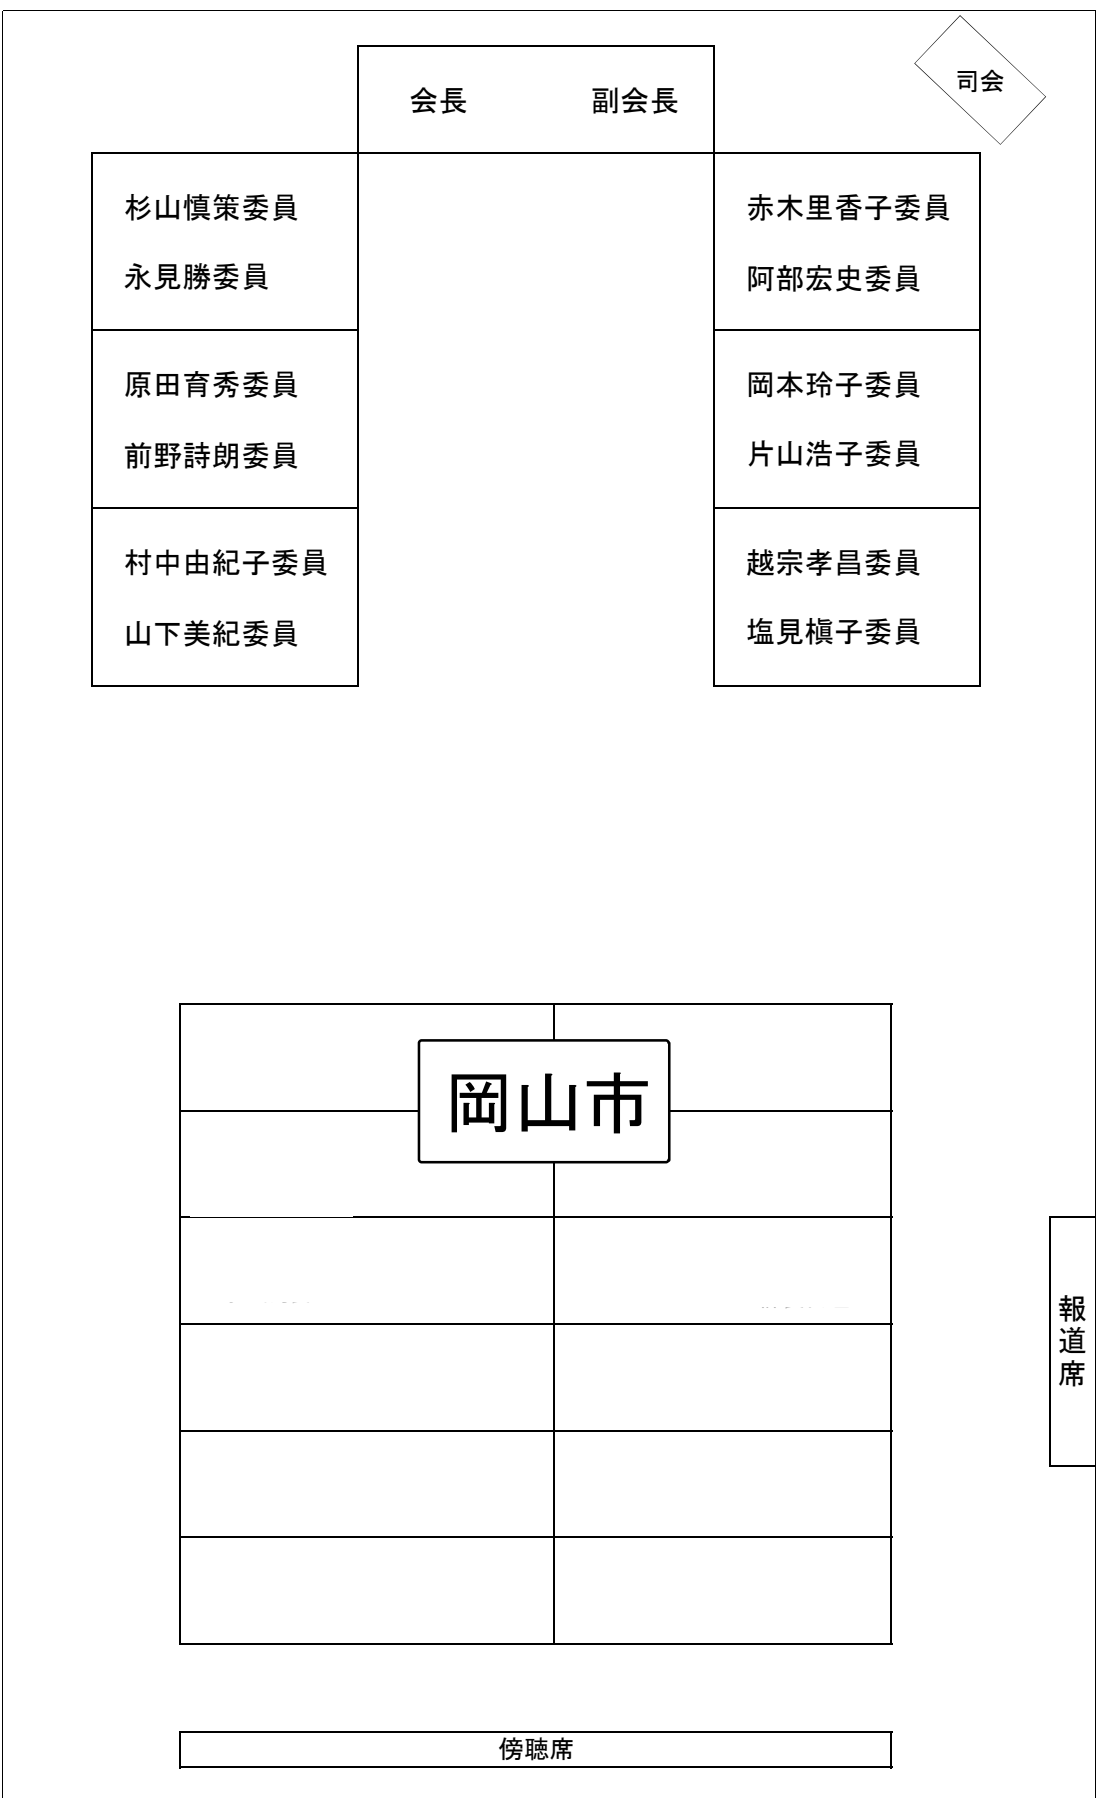 司会
会長 副会長
杉山慎策委員
永見勝委員
原田育秀委員
前野詩朗委員
村中由紀子委員
山下美紀委員
赤木里香子委員
阿部宏史委員
岡本玲子委員
片山浩子委員
越宗孝昌委員
塩見槇子委員
岡山市
報道席
傍聴席